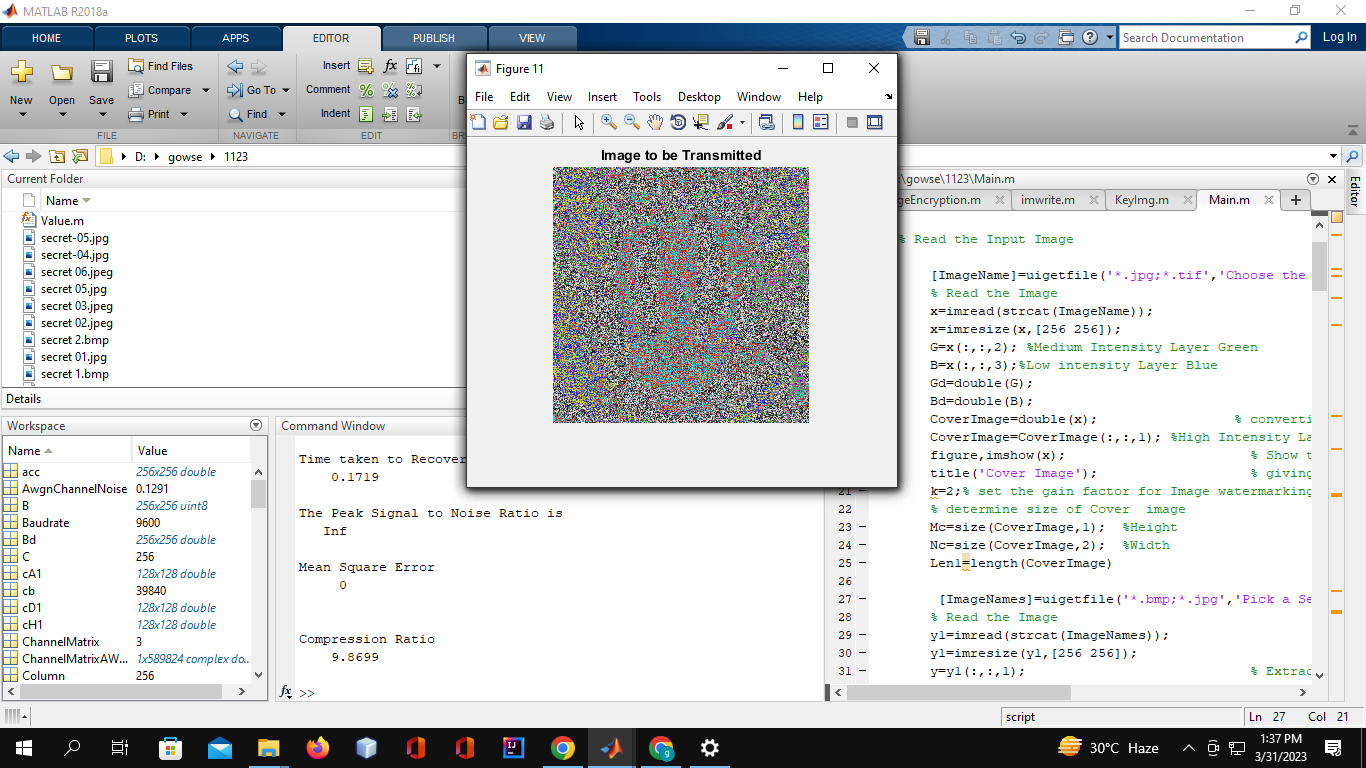 MATLAB R2018a
HOME PLOTS APPS EDITOR PUBLISH VIEW
Search Documentation
Log In
New Open Save
Find Files
Compare
Print
FILE
Go To
Find
NAVIGATE
Insert
Comment
Indent
EDIT
D: gowse 1123
Current Folder
Name
Value.m
secret-05.jpg
secret-04.jpg
secret 06.jpeg
secret 05.jpg
secret 03.jpeg
secret 02.jpeg
secret 2.bmp
secret 01.jpg
secret 1.bmp
Details
Workspace
Name Value
acc 256x256 double
AwgnChannelNoise 0.1291
B 256x256 uint8
Baudrate 9600
Bd 256x256 double
C 256
cA1 128x128 double
cb 39840
cD1 128x128 double
cH1 128x128 double
ChannelMatrix 3
ChannelMatrixAW... 1x589824 complex do...
Column 256
Command Window
Time taken to Recover
0.1719
The Peak Signal to Noise Ratio is
Inf
Mean Square Error
0
Compression Ratio
9.8699
fx >>
Figure 11
File Edit View Insert Tools Desktop Window Help
Image to be Transmitted
:\gowse\1123\Main.m
Editor
geEncryption.m imwrite.m KeyImg.m Main.m
% Read the Input Image
[ImageName]=uigetfile('*.jpg;*.tif','Choose the
% Read the Image
x=imread(strcat(ImageName));
x=imresize(x,[256 256]);
G=x(:,:,2); %Medium Intensity Layer Green
B=x(:,:,3);%Low intensity Layer Blue
Gd=double(G);
Bd=double(B);
CoverImage=double(x); % converti
CoverImage=CoverImage(:,:,1); %High Intensity La
figure,imshow(x); % Show t
title('Cover Image'); % giving
21 k=2;% set the gain factor for Image watermarking
22 % determine size of Cover image
23 Mc=size(CoverImage,1); %Height
24 Nc=size(CoverImage,2); %Width
25 Len1=length(CoverImage)
26
27 [ImageNames]=uigetfile('*.bmp;*.jpg','Pick a Se
28 % Read the Image
29 y1=imread(strcat(ImageNames));
30 y1=imresize(y1,[256 256]);
31 y=y1(:,:,1); % Extrac
script
Ln 27 Col 21
30°C Haze
1:37 PM
3/31/2023